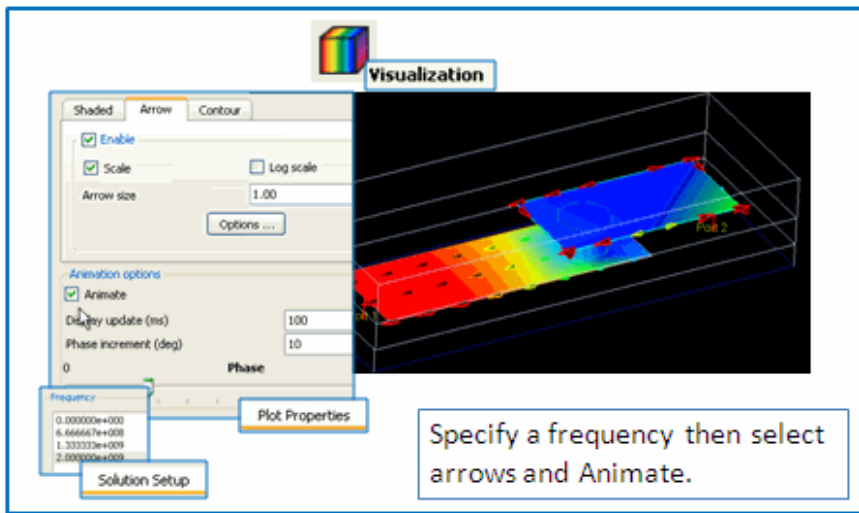 Visualization
Shaded Arrow Contour
Enable
Scale Log scale
Arrow size 1.00
Options ...
Animation options
Animate
Display update (ms) 100
Phase increment (deg) 10
0 Phase
Frequency
0.000000e+000
6.666667e+008
1.333333e+009
2.000000e+009
Solution Setup
Plot Properties
Port 2
Specify a frequency then select
arrows and Animate.